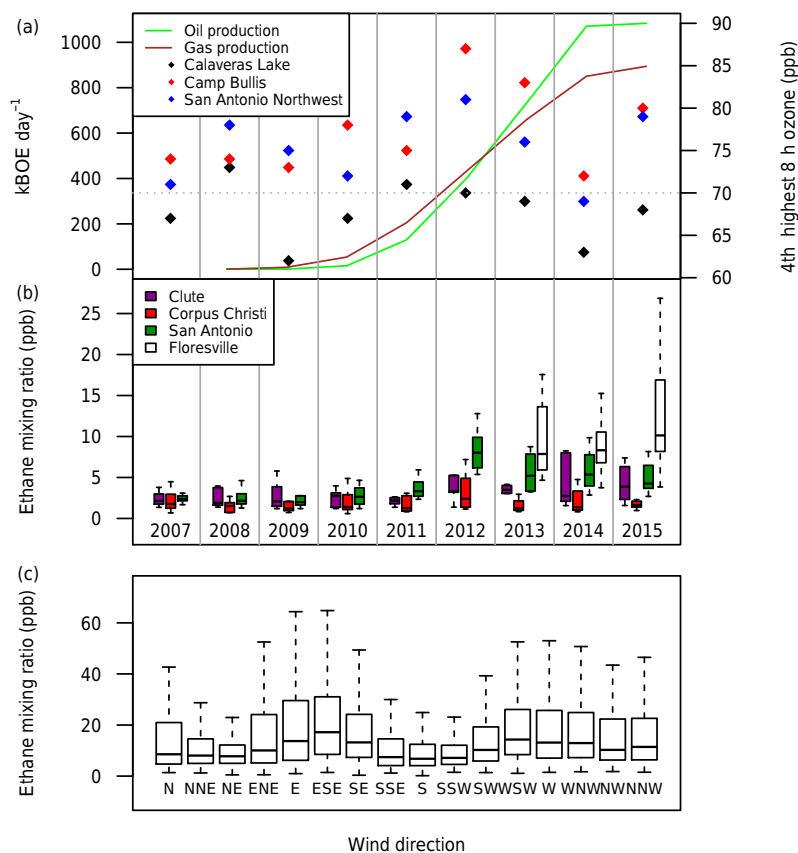 (a)
Oil production
Gas production
Calaveras Lake
Camp Bullis
San Antonio Northwest
kBOE day−1
1000
800
600
400
200
0
90
85
80
75
70
65
60
4th highest 8 h ozone (ppb)
(b)
Clute
Corpus Christi
San Antonio
Floresville
Ethane mixing ratio (ppb)
25
20
15
10
5
0
2007 2008 2009 2010 2011 2012 2013 2014 2015
(c)
Ethane mixing ratio (ppb)
60
40
20
0
N NNE NE ENE E ESE SE SSE S SSW SW WSW W WNW NW NNW
Wind direction